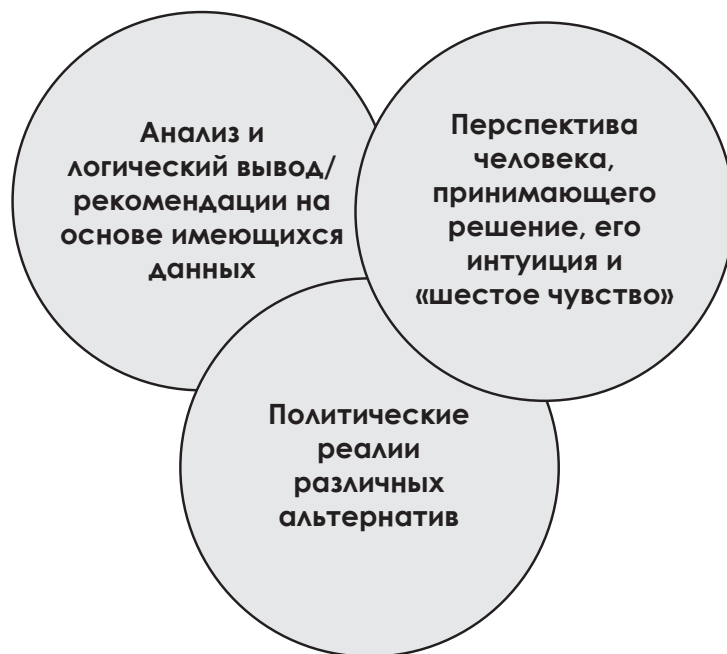 Анализ и
логический вывод/
рекомендации на
основе имеющихся
данных
Перспектива
человека,
принимающего
решение, его
интуиция и
«шестое чувство»
Политические
реалии
различных
альтернатив